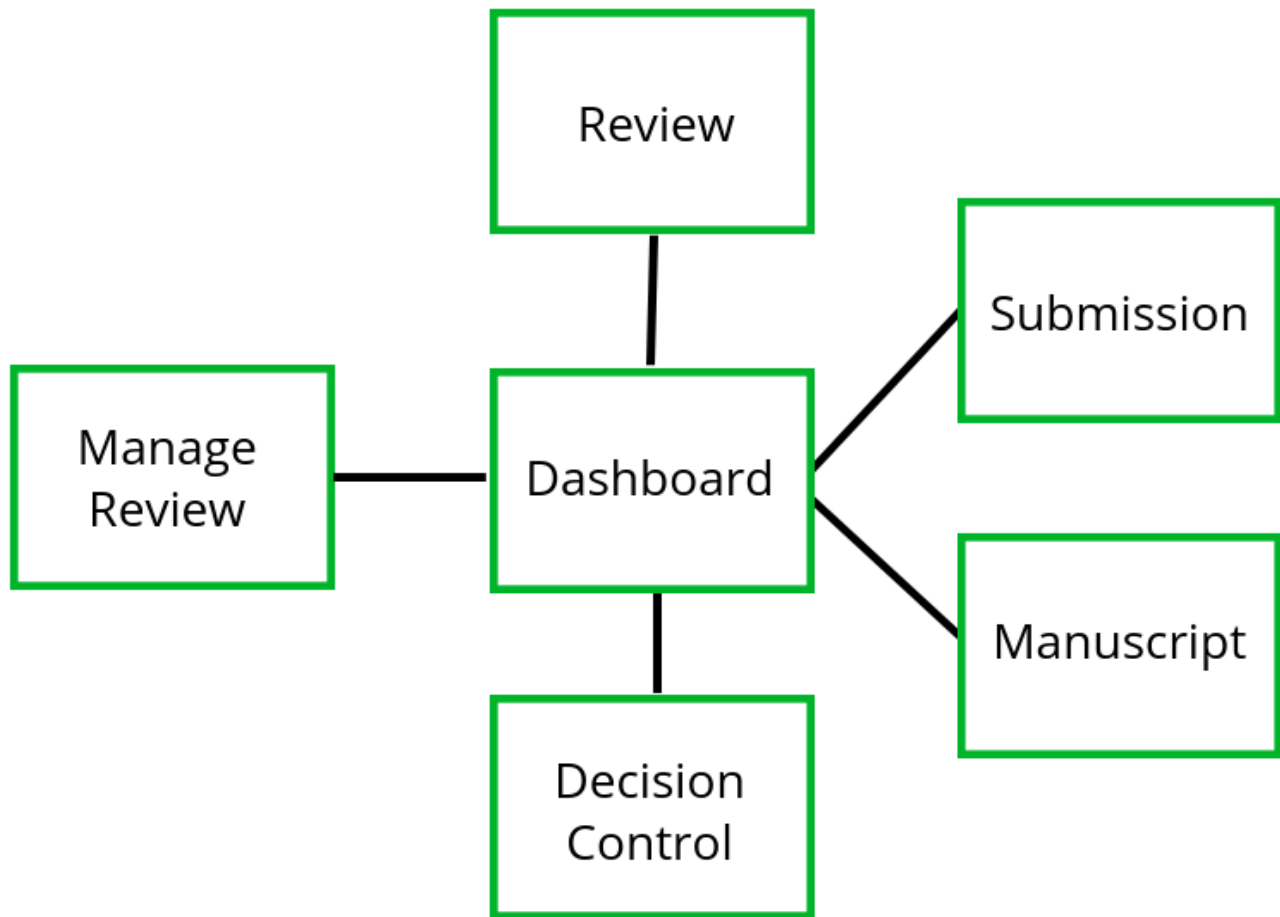 Review
Submission
Manage
Review
Dashboard
Manuscript
Decision
Control